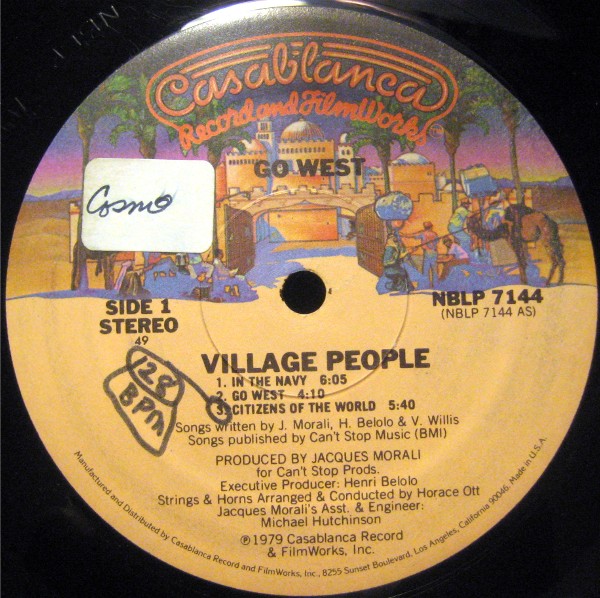 Casablanca
Record and FilmWorks™
GO WEST
Cosmo
SIDE 1
STEREO
49
NBLP 7144
(NBLP 7144 AS)
128
BPM
VILLAGE PEOPLE
1. IN THE NAVY 6:05
2. GO WEST 4:10
3. CITIZENS OF THE WORLD 5:40
Songs written by J. Morali, H. Belolo & V. Willis
Songs published by Can't Stop Music (BMI)
PRODUCED BY JACQUES MORALI
for Can't Stop Prods.
Executive Producer: Henri Belolo
Strings & Horns Arranged & Conducted by Horace Ott
Jacques Morali's Asst. & Engineer:
Michael Hutchinson
℗1979 Casablanca Record
& FilmWorks, Inc.
Manufactured and Distributed by Casablanca Record and FilmWorks, Inc., 8255 Sunset Boulevard, Los Angeles, California 90046. Made in U.S.A.